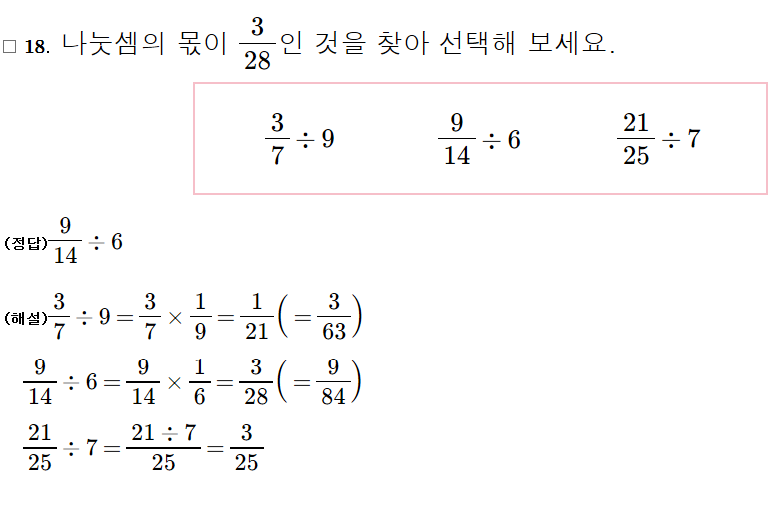 □ 18. 나눗셈의 몫이 3/28인 것을 찾아 선택해 보세요.
3/7 ÷ 9    9/14 ÷ 6    21/25 ÷ 7
(정답) 9/14 ÷ 6
(해설) 3/7 ÷ 9 = 3/7 × 1/9 = 1/21 ( = 3/63 )
9/14 ÷ 6 = 9/14 × 1/6 = 3/28 ( = 9/84 )
21/25 ÷ 7 = 21 ÷ 7/25 = 3/25